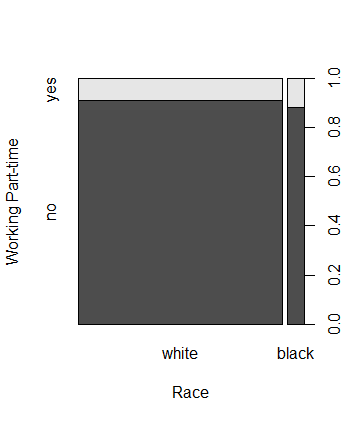 Working Part-time
yes
no
1.0
0.8
0.6
0.4
0.2
0.0
white
black
Race